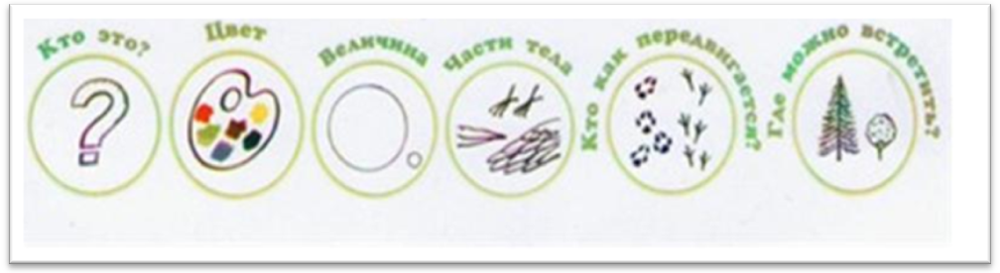 Кто это?
Цвет
Величина
Части тела
Кто как передвигается?
Где можно встретить?